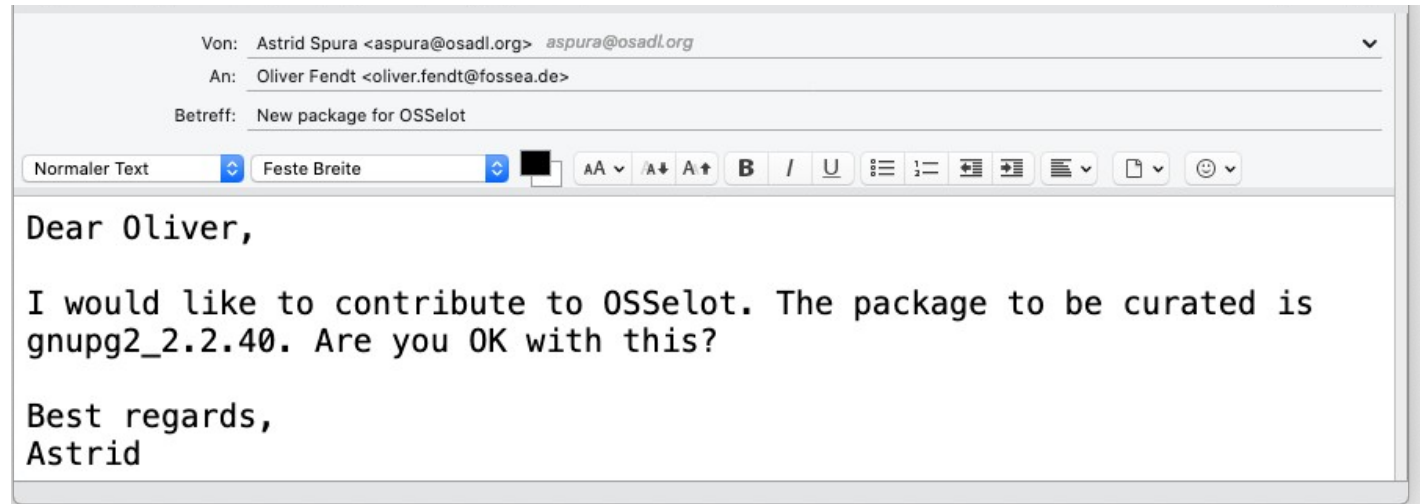 Von: Astrid Spura <aspura@osadl.org> aspura@osadl.org
An: Oliver Fendt <oliver.fendt@fossea.de>
Betreff: New package for OSSelot
Normaler Text Feste Breite AA A A B I U
Dear Oliver,
I would like to contribute to OSSelot. The package to be curated is
gnupg2_2.2.40. Are you OK with this?
Best regards,
Astrid